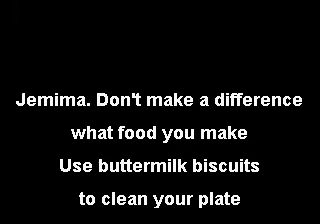 Jemima. Don't make a difference
what food you make
Use buttermilk biscuits
to clean your plate